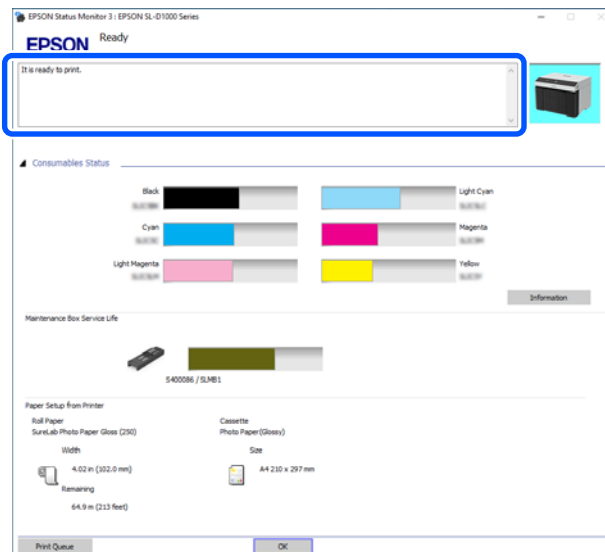 EPSON Status Monitor 3 : EPSON SL-D1000 Series
EPSON
Ready
It is ready to print.
Consumables Status
Black
Light Cyan
Cyan
Magenta
Light Magenta
Yellow
Information
Maintenance Box Service Life
S400086 / SLMB1
Paper Setup from Printer
Roll Paper
SureLab Photo Paper Gloss (250)
Width
4.02 in (102.0 mm)
Remaining
64.9 m (213 feet)
Cassette
Photo Paper(Glossy)
Size
A4 210 x 297 mm
Print Queue
OK